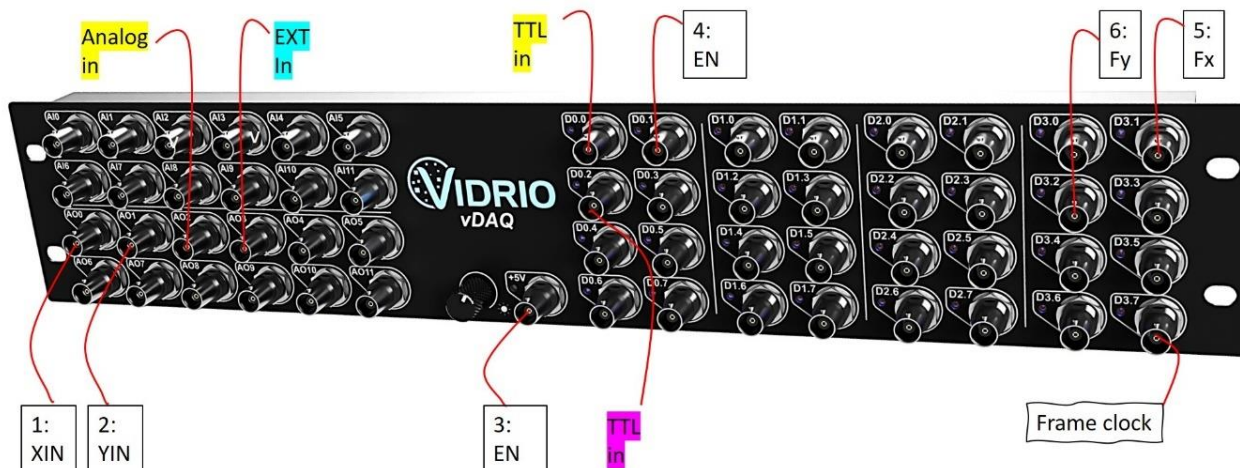 Analog
in
EXT
In
TTL
in
4:
EN
6:
Fy
5:
Fx
AI0 AI1 AI2 AI3 AI4 AI5
D0.0 D0.1 D1.0 D1.1 D2.0 D2.1 D3.0 D3.1
AI6 AI7 AI8 AI9 AI10 AI11
VIDRIO
vDAQ
D0.2 D0.3 D1.2 D1.3 D2.2 D2.3 D3.2 D3.3
AO0 AO1 AO2 AO3 AO4 AO5
D0.4 D0.5 D1.4 D1.5 D2.4 D2.5 D3.4 D3.5
AO6 AO7 AO8 AO9 AO10 AO11
+5V
D0.6 D0.7 D1.6 D1.7 D2.6 D2.7 D3.6 D3.7
1:
XIN
2:
YIN
3:
EN
TTL
in
Frame clock